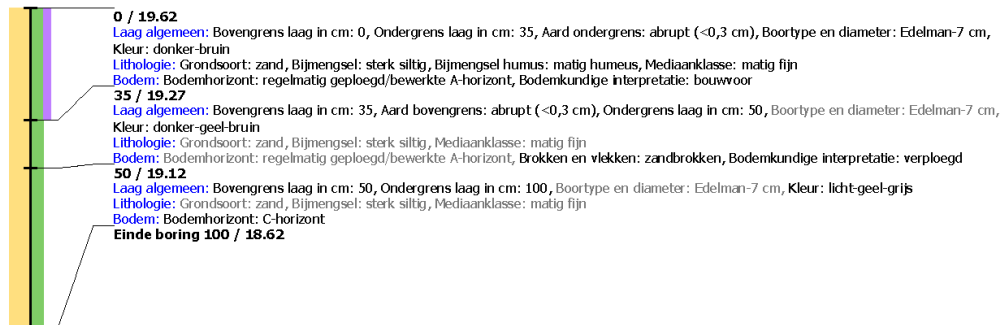 0 / 19.62
Laag algemeen: Bovengrens laag in cm: 0, Ondergrens laag in cm: 35, Aard ondergrens: abrupt (<0,3 cm), Boortype en diameter: Edelman-7 cm,
Kleur: donker-bruin
Lithologie: Grondsoort: zand, Bijmengsel: sterk siltig, Bijmengsel humus: matig humeus, Mediaanklasse: matig fijn
Bodem: Bodemhorizont: regelmatig geploegd/bewerkte A-horizont, Bodemkundige interpretatie: bouwvoor
35 / 19.27
Laag algemeen: Bovengrens laag in cm: 35, Aard bovengrens: abrupt (<0,3 cm), Ondergrens laag in cm: 50, Boortype en diameter: Edelman-7 cm,
Kleur: donker-geel-bruin
Lithologie: Grondsoort: zand, Bijmengsel: sterk siltig, Mediaanklasse: matig fijn
Bodem: Bodemhorizont: regelmatig geploegd/bewerkte A-horizont, Brokken en vlekken: zandbrokken, Bodemkundige interpretatie: verploegd
50 / 19.12
Laag algemeen: Bovengrens laag in cm: 50, Ondergrens laag in cm: 100, Boortype en diameter: Edelman-7 cm, Kleur: licht-geel-grijs
Lithologie: Grondsoort: zand, Bijmengsel: sterk siltig, Mediaanklasse: matig fijn
Bodem: Bodemhorizont: C-horizont
Einde boring 100 / 18.62